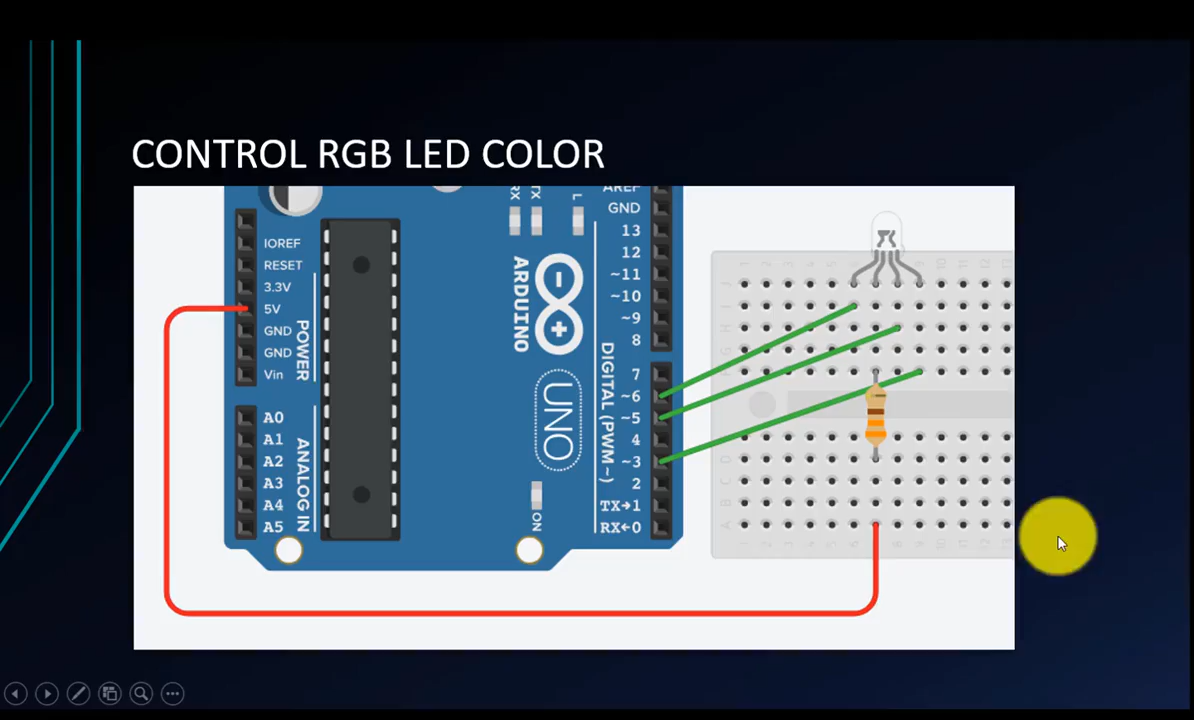 CONTROL RGB LED COLOR
RX
TX
L
AREF
GND
13
12
~11
~10
~9
8
7
~6
~5
4
~3
2
TX→1
RX←0
DIGITAL (PWM~)
IOREF
RESET
3.3V
5V
GND
GND
Vin
POWER
A0
A1
A2
A3
A4
A5
ANALOG IN
ARDUINO
UNO
ON